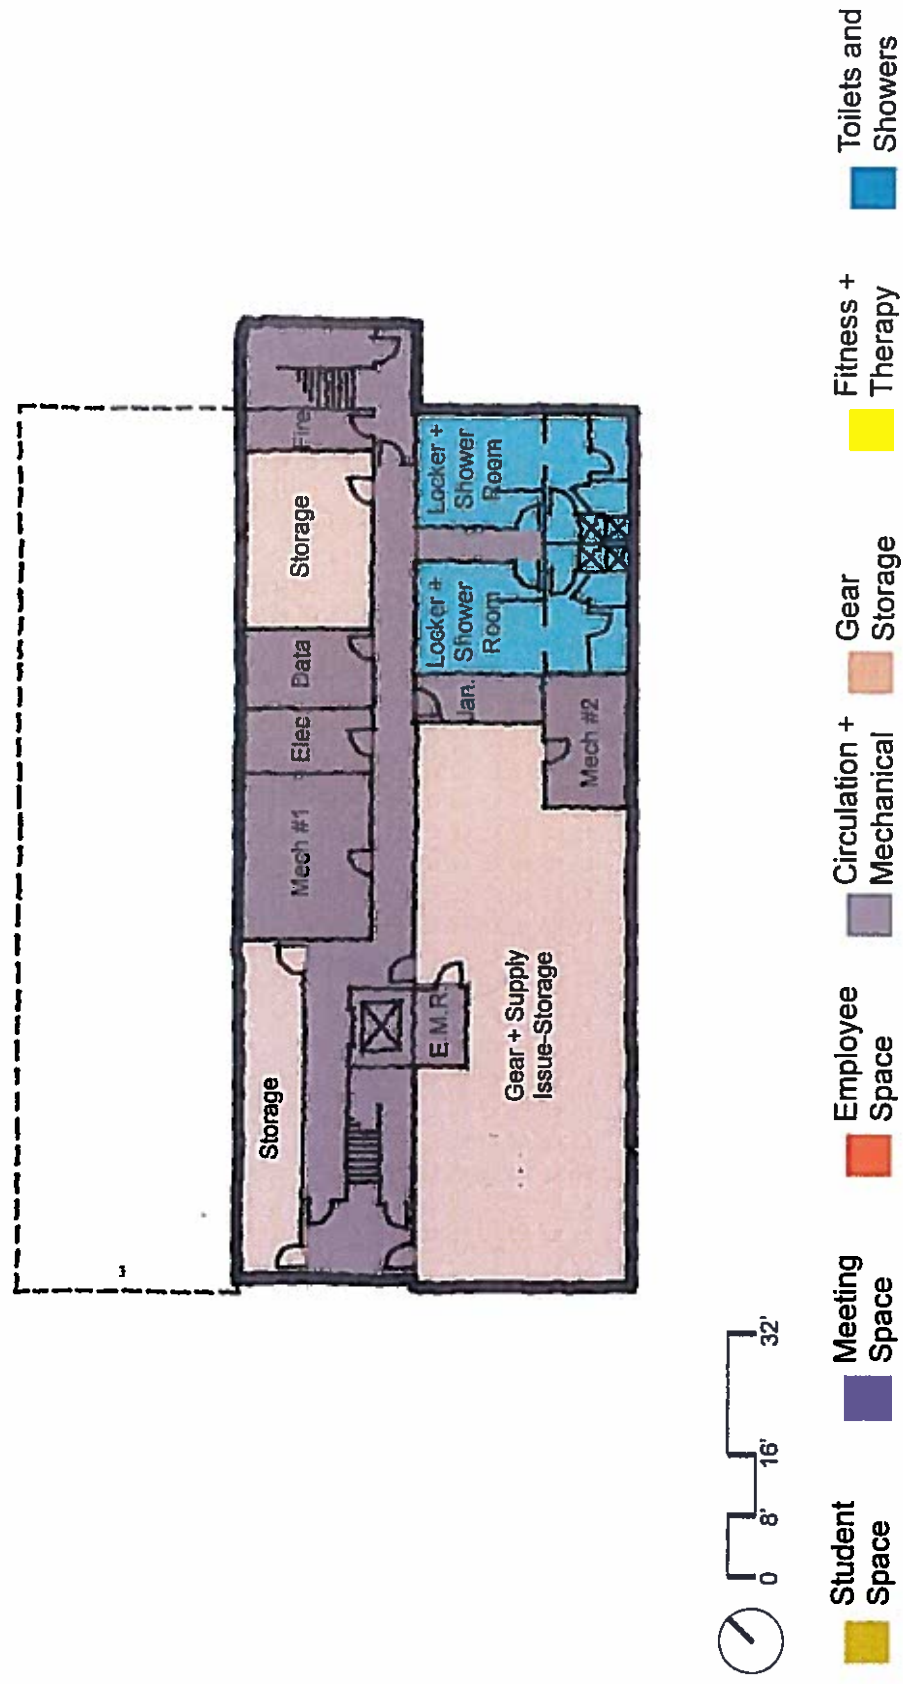 Storage
Mech #1
Elec
Data
Storage
Fire
E.M.R.
Gear + Supply
Issue-Storage
Mech #2
Jan.
Locker +
Shower
Room
Locker +
Shower
Room
0
8'
16'
32'
Student
Space
Meeting
Space
Employee
Space
Circulation +
Mechanical
Gear
Storage
Fitness +
Therapy
Toilets and
Showers